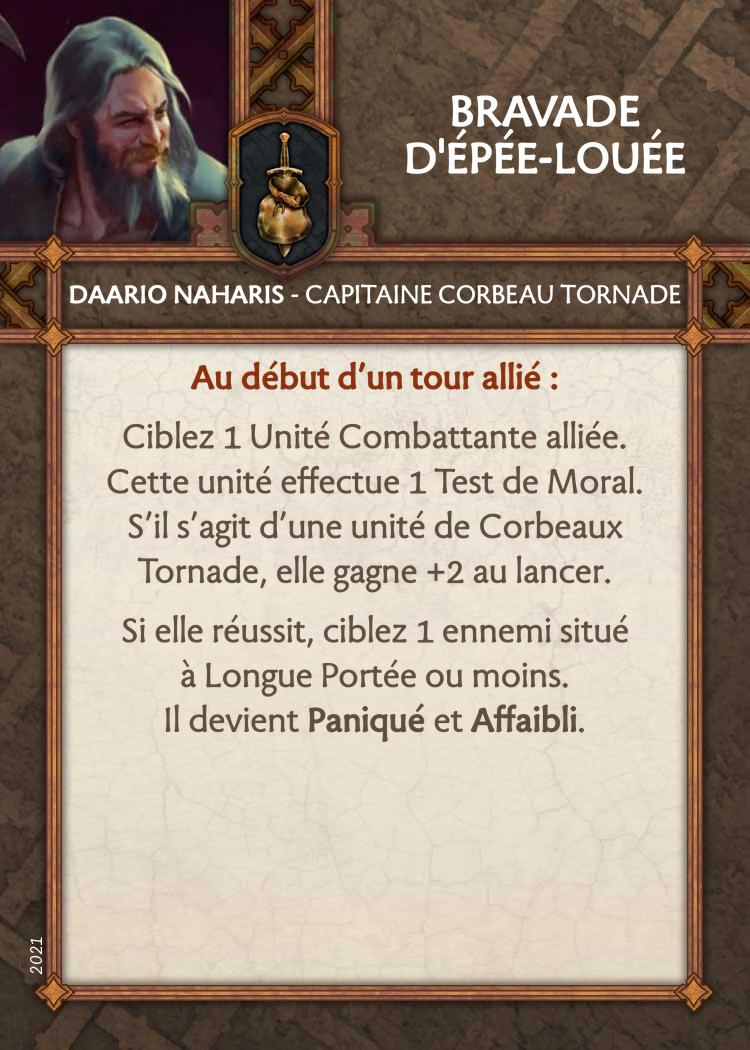 BRAVADE
D'ÉPÉE-LOUÉE
DAARIO NAHARIS - CAPITAINE CORBEAU TORNADE
Au début d’un tour allié :
Ciblez 1 Unité Combattante alliée.
Cette unité effectue 1 Test de Moral.
S’il s’agit d’une unité de Corbeaux
Tornade, elle gagne +2 au lancer.
Si elle réussit, ciblez 1 ennemi situé
à Longue Portée ou moins.
Il devient Paniqué et Affaibli.
2021